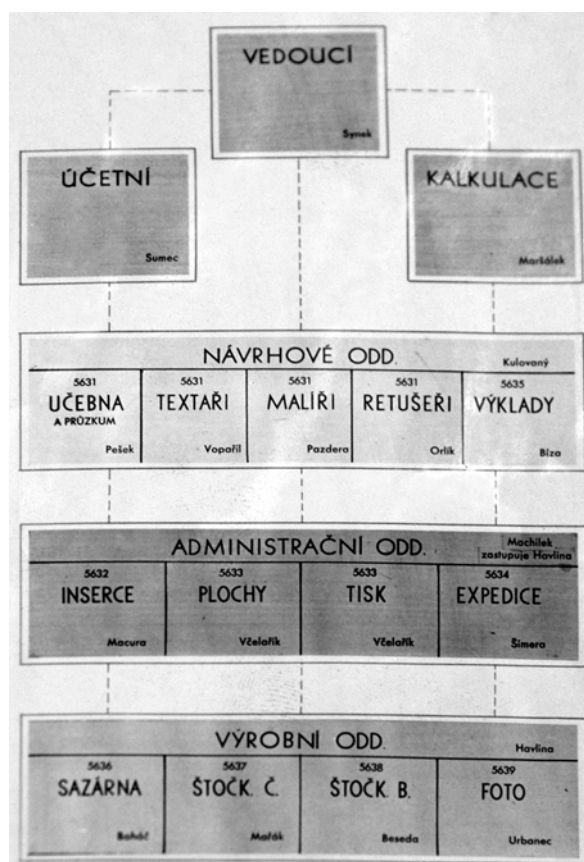 VEDOUCÍ
Synek
ÚČETNÍ
Sumec
KALKULACE
Maršálek
NÁVRHOVÉ ODD.
Kulovaný
5631
UČEBNA
A PRŮZKUM
Pešek
5631
TEXTAŘI
Vopařil
5631
MALÍŘI
Pazdera
5631
RETUŠEŘI
Orlík
5635
VÝKLADY
Bíza
ADMINISTRAČNÍ ODD.
Machilek
zastupuje Havlina
5632
INSERCE
Macura
5633
PLOCHY
Včelařík
5633
TISK
Včelařík
5634
EXPEDICE
Šimera
VÝROBNÍ ODD.
Havlina
5636
SAZÁRNA
Boháč
5637
ŠTOČK. Č.
Mařák
5638
ŠTOČK. B.
Beseda
5639
FOTO
Urbanec